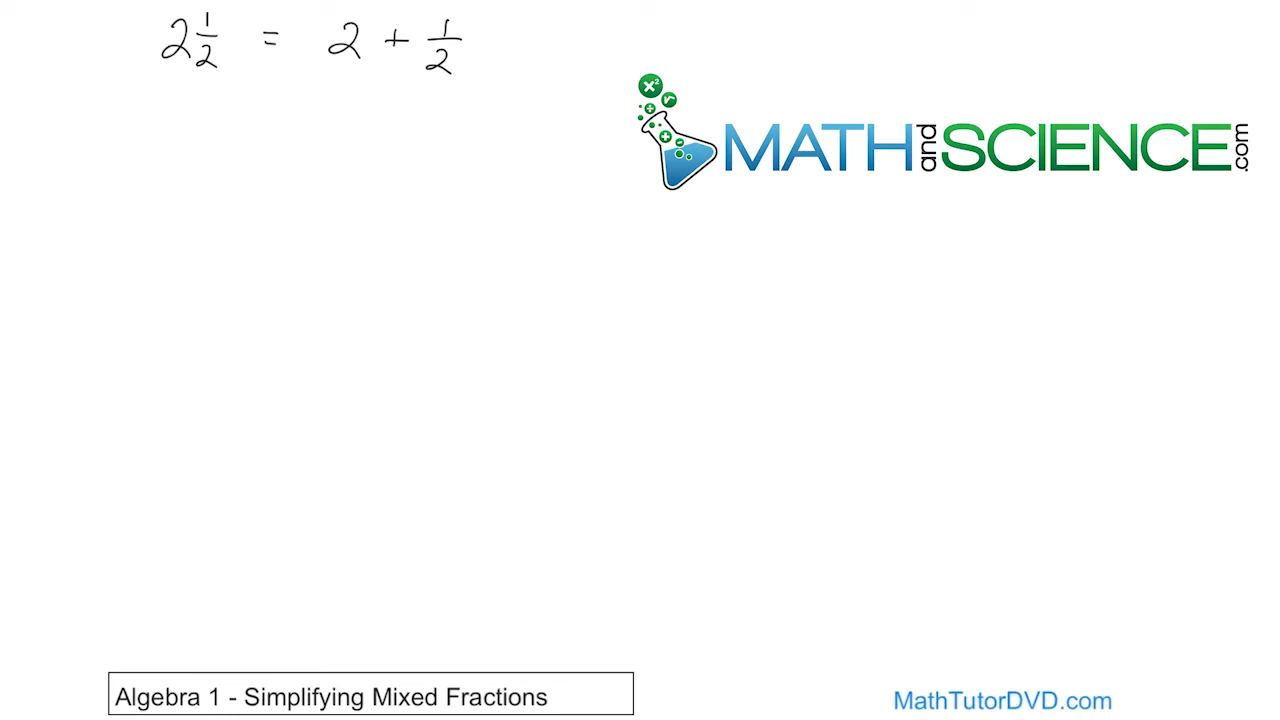 2 1/2 = 2 + 1/2
MATH and SCIENCE .com
Algebra 1 - Simplifying Mixed Fractions
MathTutorDVD.com